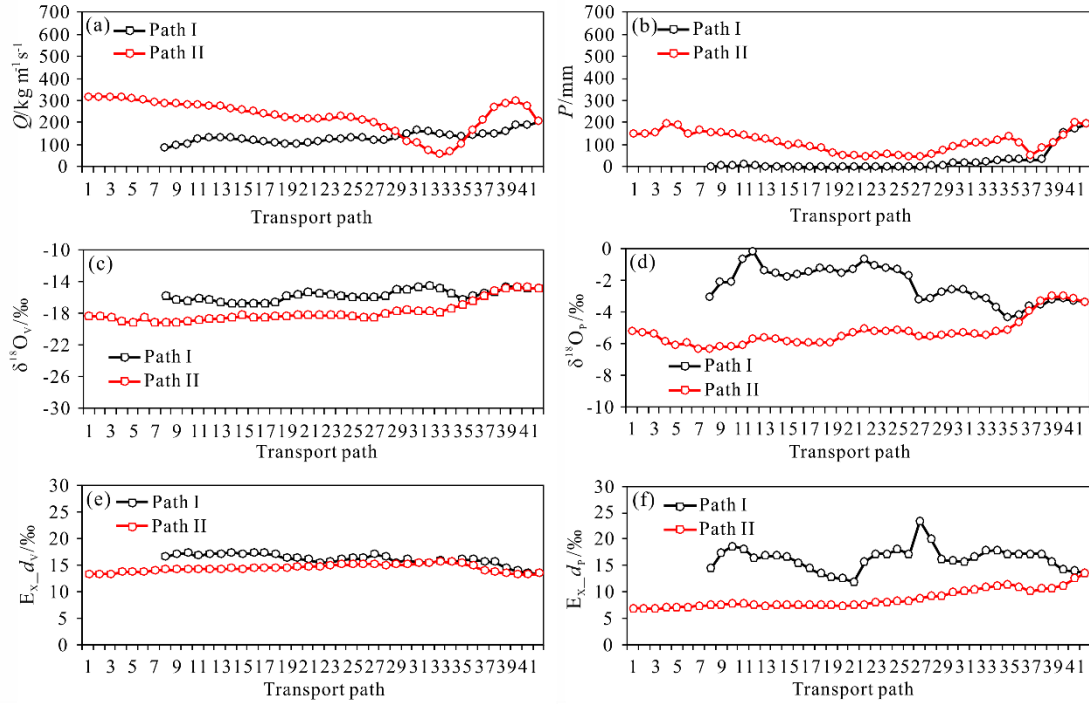 (a)
Path I
Path II
Q/kg m⁻¹ s⁻¹
700
600
500
400
300
200
100
0
1 3 5 7 9 11 13 15 17 19 21 23 25 27 29 31 33 35 37 39 41
Transport path
(b)
Path I
Path II
P/mm
700
600
500
400
300
200
100
0
1 3 5 7 9 11 13 15 17 19 21 23 25 27 29 31 33 35 37 39 41
Transport path
(c)
δ¹⁸Oᵥ/‰
-10
-14
-18
-22
-26
-30
Path I
Path II
1 3 5 7 9 11 13 15 17 19 21 23 25 27 29 31 33 35 37 39 41
Transport path
(d)
δ¹⁸Oₚ/‰
0
-2
-4
-6
-8
-10
Path I
Path II
1 3 5 7 9 11 13 15 17 19 21 23 25 27 29 31 33 35 37 39 41
Transport path
(e)
Path I
Path II
Eₓ_dᵥ/‰
30
25
20
15
10
5
0
1 3 5 7 9 11 13 15 17 19 21 23 25 27 29 31 33 35 37 39 41
Transport path
(f)
Path I
Path II
Eₓ_dₚ/‰
30
25
20
15
10
5
0
1 3 5 7 9 11 13 15 17 19 21 23 25 27 29 31 33 35 37 39 41
Transport path